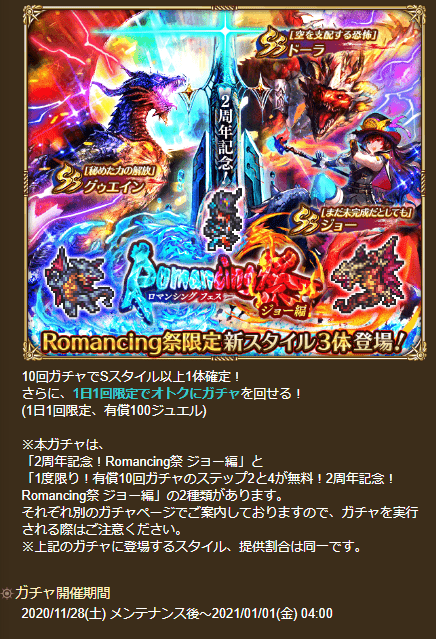 [空を支配する恐怖]
SS ドーラ
2周年記念
[秘めた力の解放]
SS グゥエイン
[まだ未完成だとしても]
SS ジョー
Romancing祭
ロマンシング フェス
ジョー編
Romancing祭限定新スタイル3体登場!
10回ガチャでSスタイル以上1体確定！
さらに、1日1回限定でオトクにガチャを回せる！
(1日1回限定、有償100ジュエル)
※本ガチャは、
「2周年記念！Romancing祭 ジョー編」と
「1度限り！有償10回ガチャのステップ2と4が無料！2周年記念！
Romancing祭 ジョー編」の2種類があります。
それぞれ別のガチャページでご案内しておりますので、ガチャを実行
される際はご注意ください。
※上記のガチャに登場するスタイル、提供割合は同一です。
ガチャ開催期間
2020/11/28(土) メンテナンス後～2021/01/01(金) 04:00